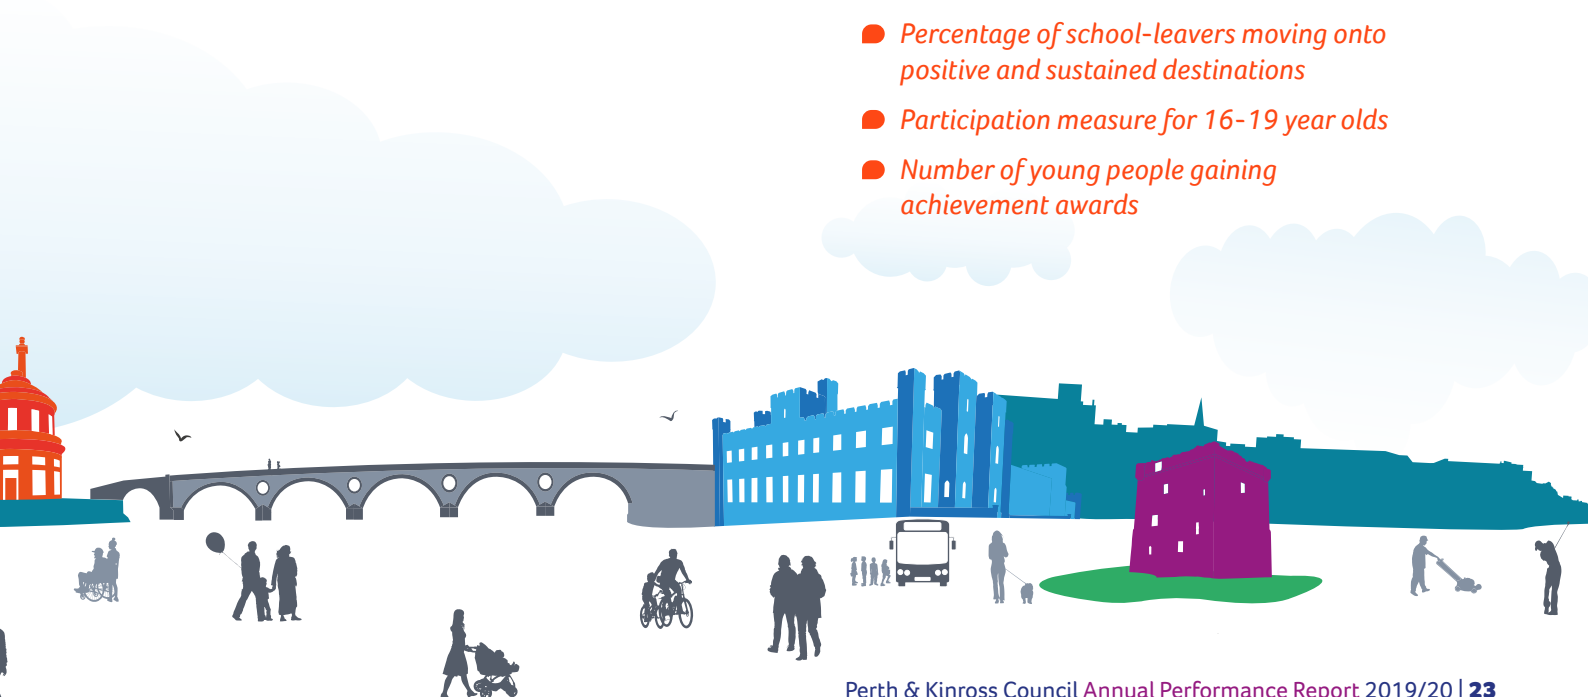 Percentage of school-leavers moving onto
positive and sustained destinations
Participation measure for 16-19 year olds
Number of young people gaining
achievement awards
Perth & Kinross Council Annual Performance Report 2019/20 | 23